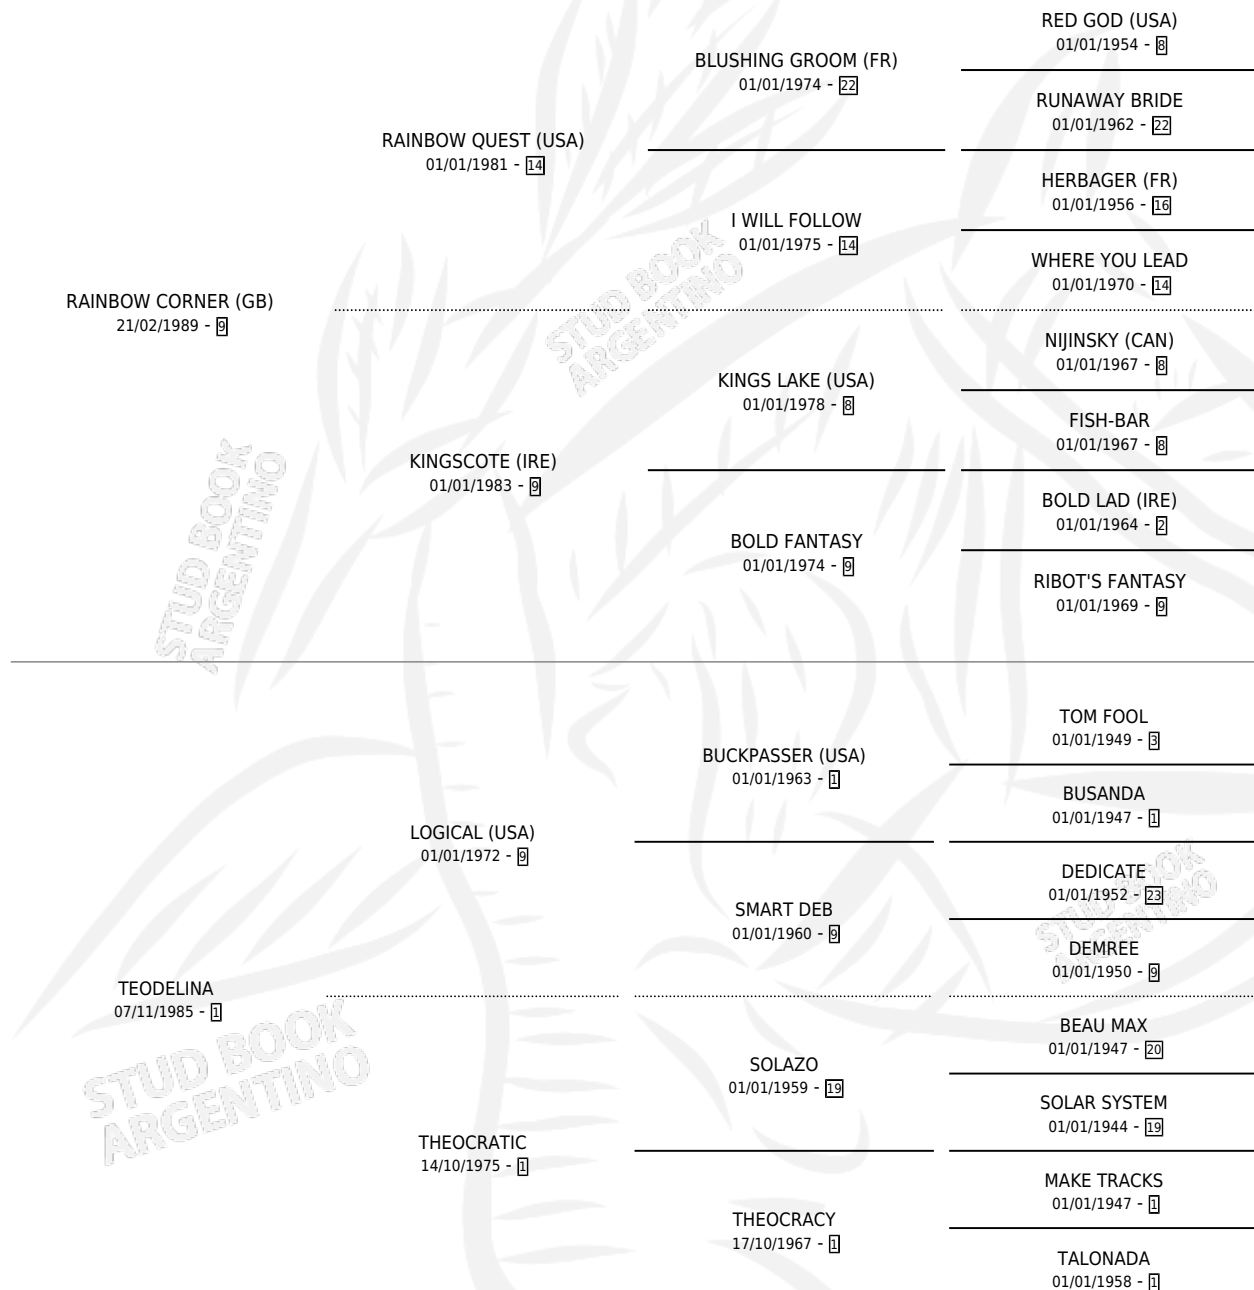 RED GOD (USA)
01/01/1954 - 8
BLUSHING GROOM (FR)
01/01/1974 - 22
RUNAWAY BRIDE
01/01/1962 - 22
RAINBOW QUEST (USA)
01/01/1981 - 14
HERBAGER (FR)
01/01/1956 - 16
I WILL FOLLOW
01/01/1975 - 14
WHERE YOU LEAD
01/01/1970 - 14
RAINBOW CORNER (GB)
21/02/1989 - 9
STUD BOOK
ARGENTINO
NIJINSKY (CAN)
01/01/1967 - 8
KINGS LAKE (USA)
01/01/1978 - 8
FISH-BAR
01/01/1967 - 8
KINGSCOTE (IRE)
01/01/1983 - 9
BOLD LAD (IRE)
01/01/1964 - 2
BOLD FANTASY
01/01/1974 - 9
RIBOT'S FANTASY
01/01/1969 - 9
STUD BOOK
ARGENTINO
TOM FOOL
01/01/1949 - 3
BUCKPASSER (USA)
01/01/1963 - 1
BUSANDA
01/01/1947 - 1
LOGICAL (USA)
01/01/1972 - 9
DEDICATE
01/01/1952 - 23
SMART DEB
01/01/1960 - 9
STUD BOOK
ARGENTINO
DEMREE
01/01/1950 - 9
TEODELINA
07/11/1985 - 1
STUD BOOK
ARGENTINO
BEAU MAX
01/01/1947 - 20
SOLAZO
01/01/1959 - 19
SOLAR SYSTEM
01/01/1944 - 19
THEOCRATIC
14/10/1975 - 1
MAKE TRACKS
01/01/1947 - 1
THEOCRACY
17/10/1967 - 1
TALONADA
01/01/1958 - 1